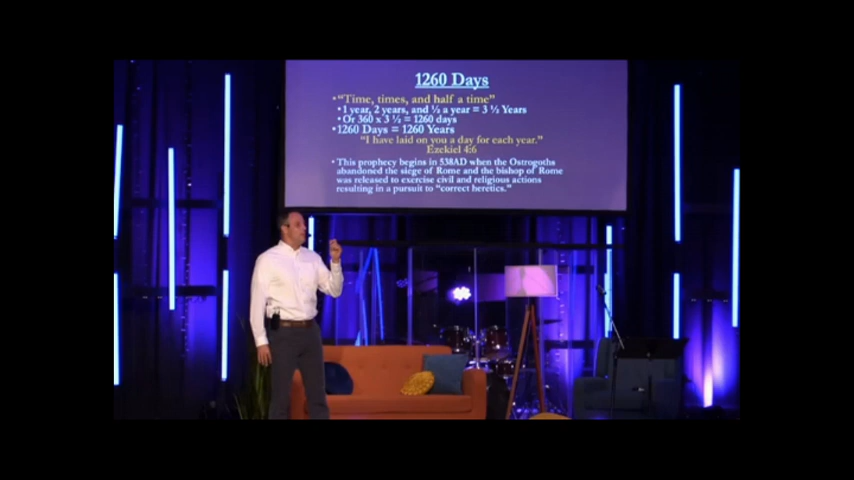 1260 Days
• "Time, times, and half a time"
• 1 year, 2 years, and ½ a year = 3 ½ Years
• Or 360 x 3 ½ = 1260 days
• 1260 Days = 1260 Years
"I have laid on you a day for each year."
Ezekiel 4:6
• This prophecy begins in 538AD when the Ostrogoths
abandoned the siege of Rome and the bishop of Rome
was released to exercise civil and religious actions
resulting in a pursuit to "correct heretics."